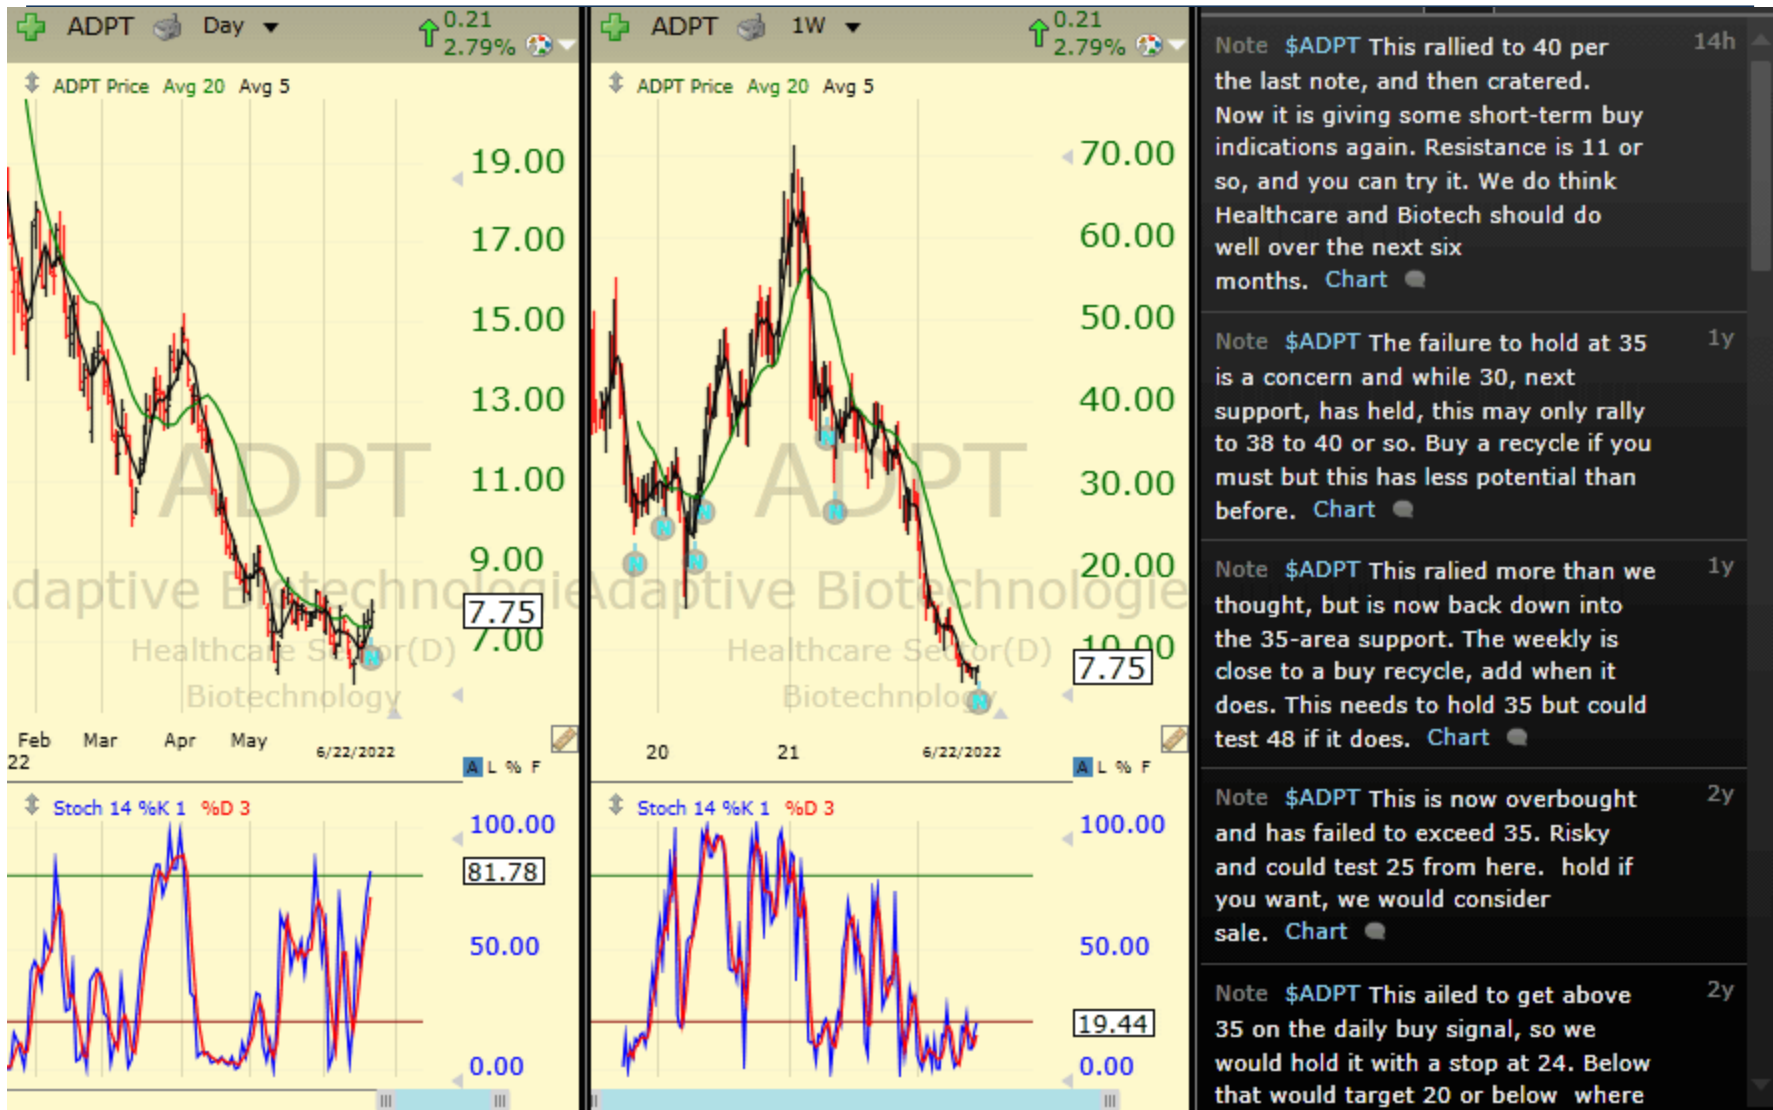 ADPT Day
0.21
2.79%
ADPT Price Avg 20 Avg 5
19.00
17.00
15.00
13.00
11.00
9.00
7.75
7.00
ADPT
daptive Biotechnologie
Healthcare Sector(D)
Biotechnology
Feb Mar Apr May 6/22/2022
22
A L % F
Stoch 14 %K 1 %D 3
100.00
81.78
50.00
0.00
ADPT 1W
0.21
2.79%
ADPT Price Avg 20 Avg 5
70.00
60.00
50.00
40.00
30.00
20.00
10.00
7.75
ADPT
Adaptive Biotechnologie
Healthcare Sector(D)
Biotechnology
N
N
N
N
N
N
N
N
20 21 6/22/2022
A L % F
Stoch 14 %K 1 %D 3
100.00
50.00
19.44
0.00
Note $ADPT This rallied to 40 per 14h
the last note, and then cratered.
Now it is giving some short-term buy
indications again. Resistance is 11 or
so, and you can try it. We do think
Healthcare and Biotech should do
well over the next six
months. Chart
Note $ADPT The failure to hold at 35 1y
is a concern and while 30, next
support, has held, this may only rally
to 38 to 40 or so. Buy a recycle if you
must but this has less potential than
before. Chart
Note $ADPT This ralied more than we 1y
thought, but is now back down into
the 35-area support. The weekly is
close to a buy recycle, add when it
does. This needs to hold 35 but could
test 48 if it does. Chart
Note $ADPT This is now overbought 2y
and has failed to exceed 35. Risky
and could test 25 from here. hold if
you want, we would consider
sale. Chart
Note $ADPT This ailed to get above 2y
35 on the daily buy signal, so we
would hold it with a stop at 24. Below
that would target 20 or below where